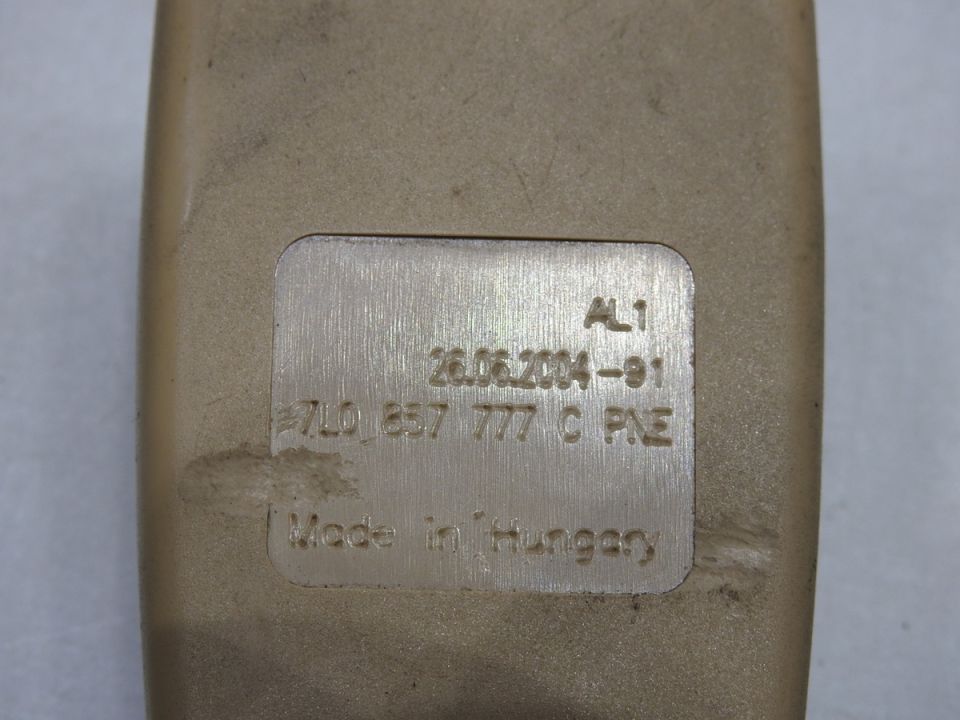 AL1
26.06.2004-91
7L0 857 777 C PNE
Made in Hungary